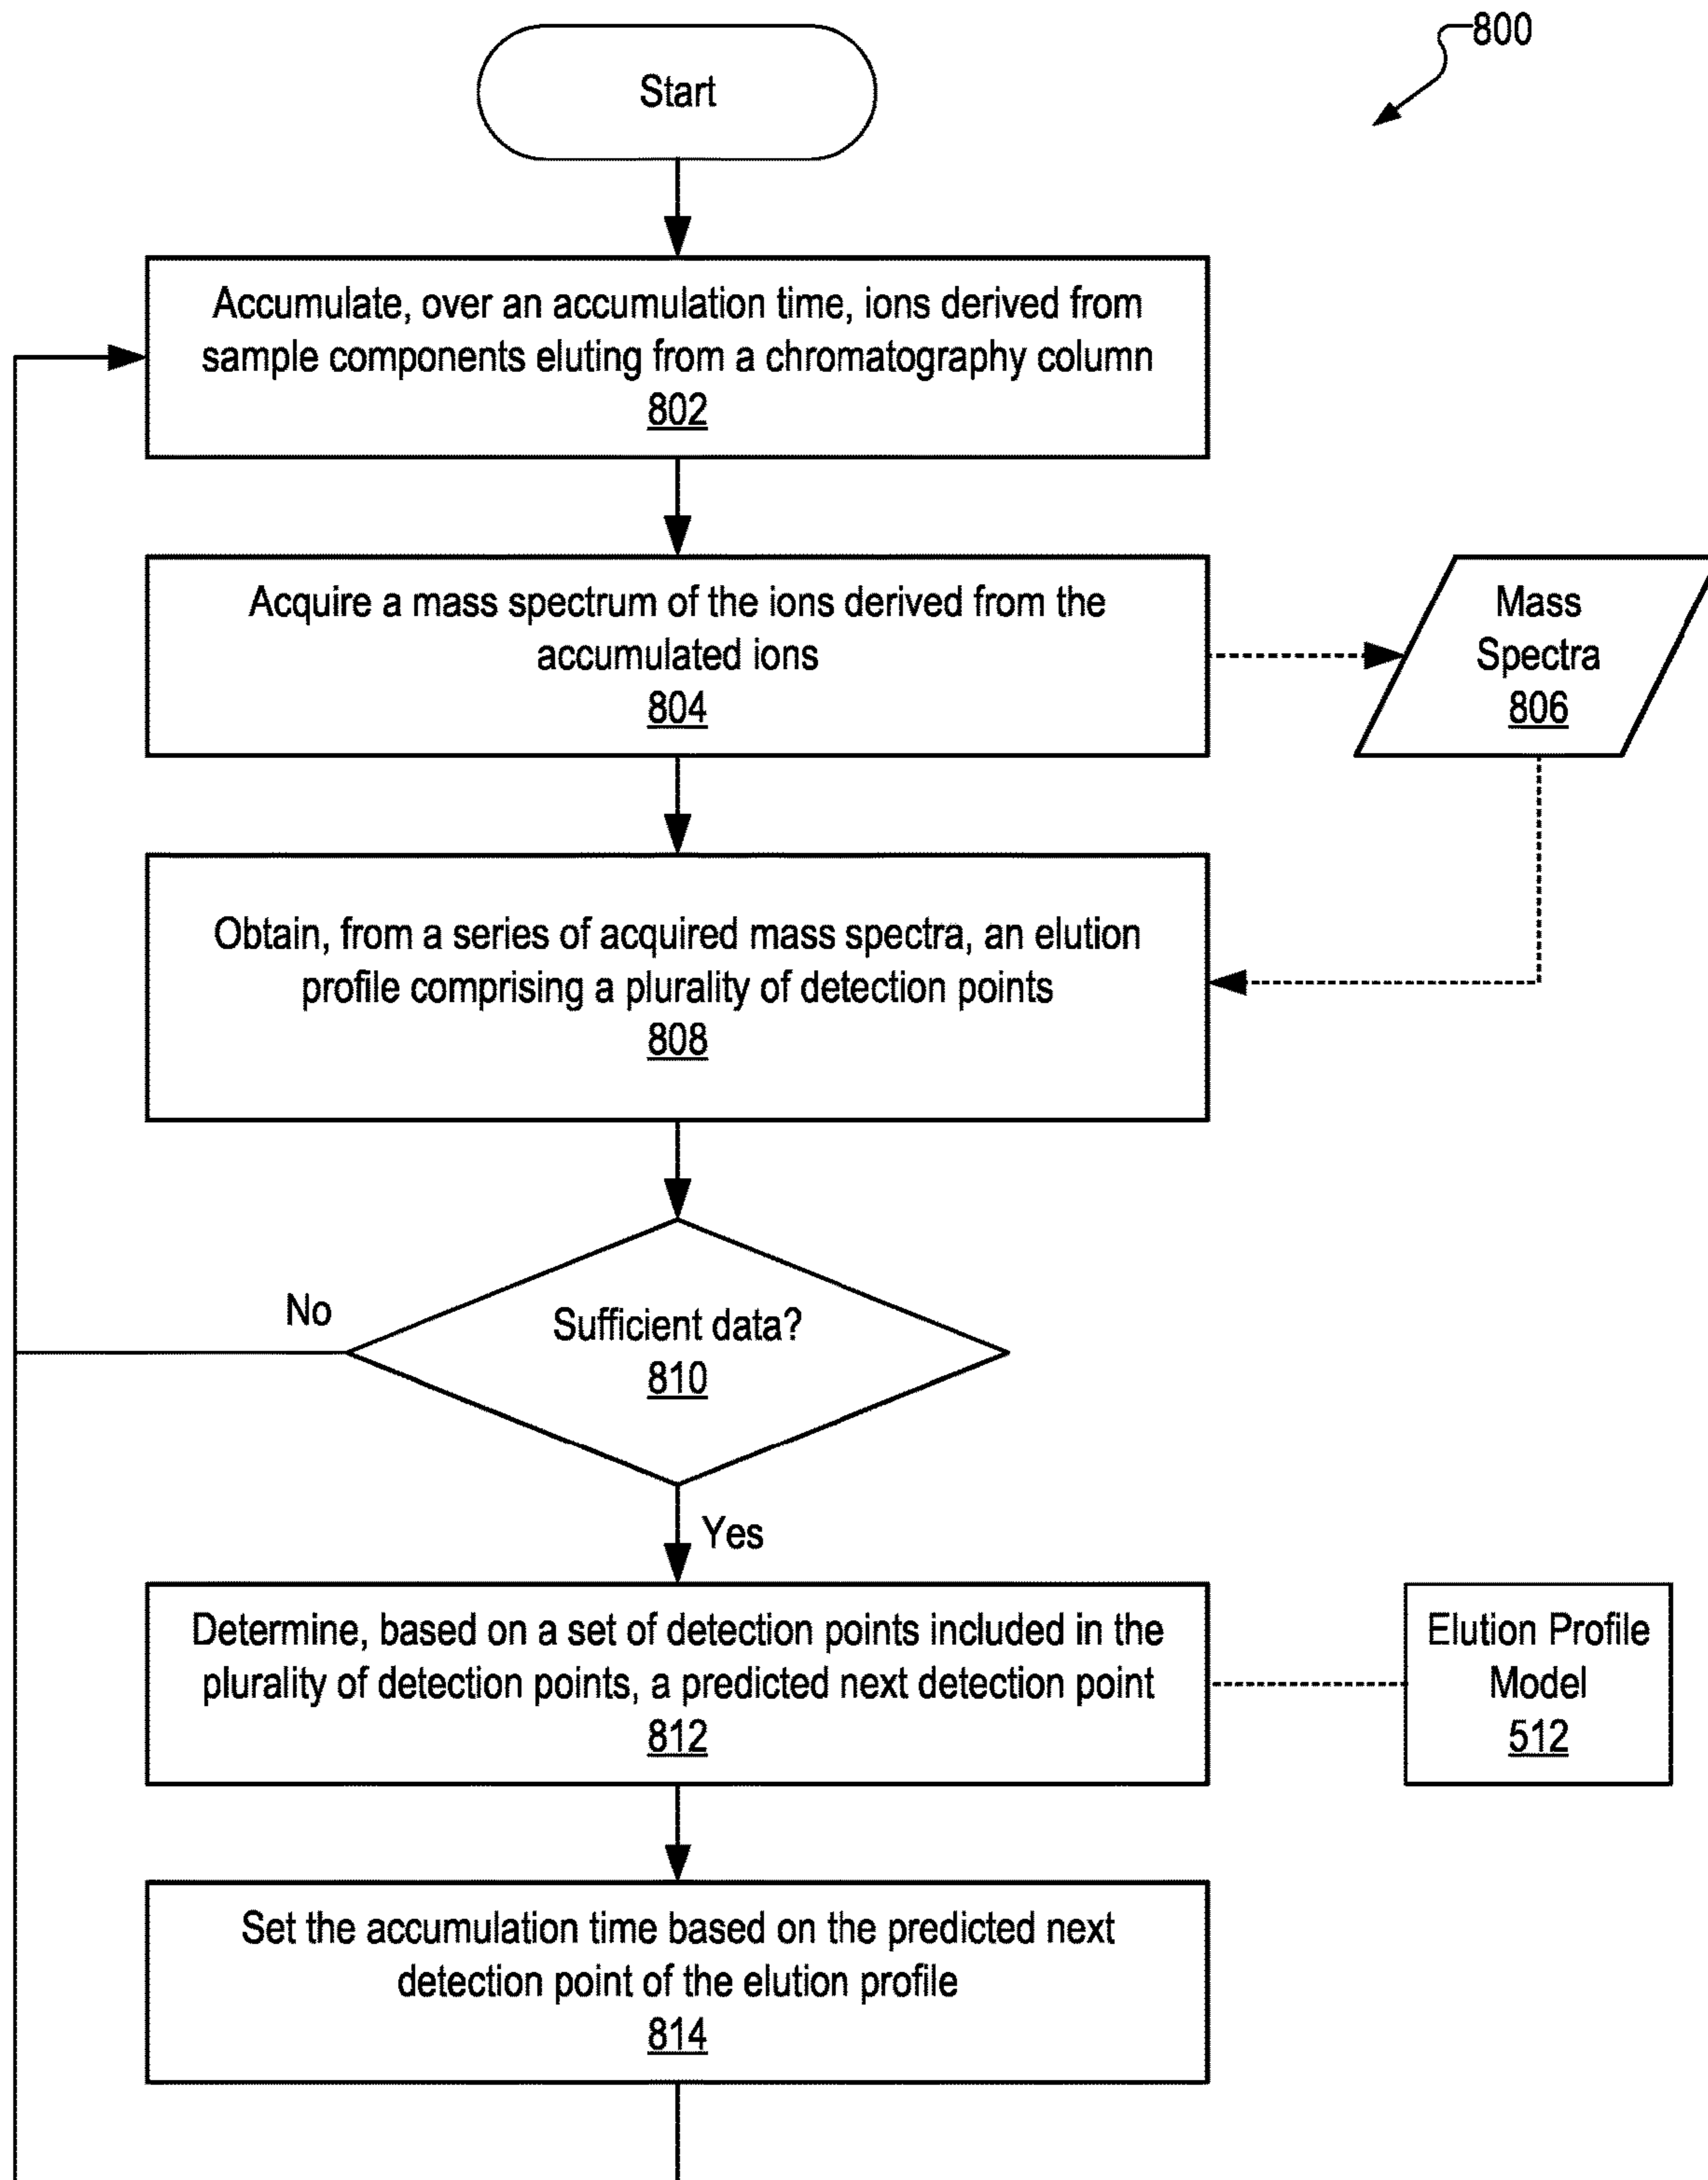 800
Start
Accumulate, over an accumulation time, ions derived from
sample components eluting from a chromatography column
802
Acquire a mass spectrum of the ions derived from the
accumulated ions
804
Mass
Spectra
806
Obtain, from a series of acquired mass spectra, an elution
profile comprising a plurality of detection points
808
No
Sufficient data?
810
Yes
Determine, based on a set of detection points included in the
plurality of detection points, a predicted next detection point
812
Elution Profile
Model
512
Set the accumulation time based on the predicted next
detection point of the elution profile
814